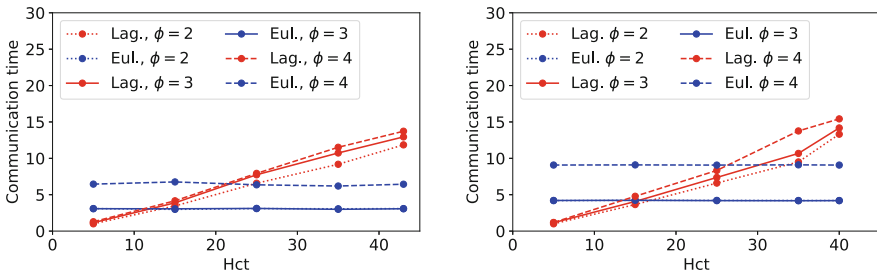 30
25
20
15
10
5
0
Communication time
Lag., ϕ = 2
Eul., ϕ = 2
Lag., ϕ = 3
Eul., ϕ = 3
Lag., ϕ = 4
Eul., ϕ = 4
0 10 20 30 40
Hct
30
25
20
15
10
5
0
Communication time
Lag. ϕ = 2
Eul. ϕ = 2
Lag. ϕ = 3
Eul. ϕ = 3
Lag. ϕ = 4
Eul. ϕ = 4
0 10 20 30 40
Hct